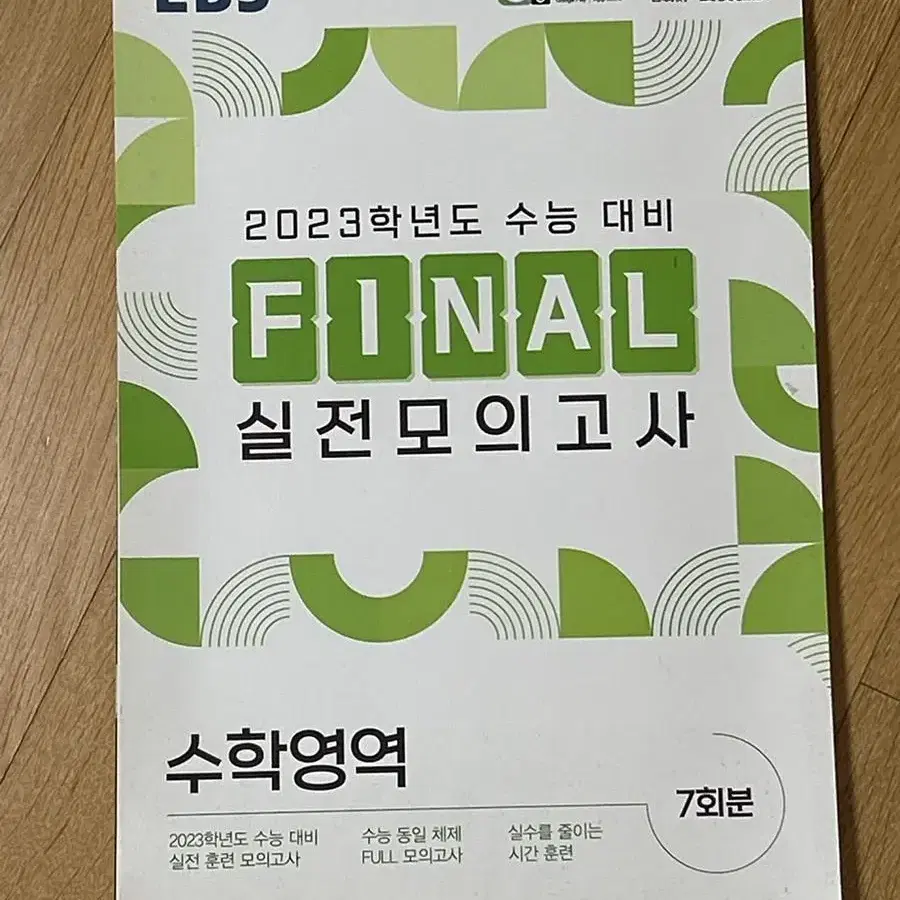 EBS
2023학년도 수능 대비
FINAL
실전모의고사
수학영역
7회분
2023학년도 수능 대비
실전 훈련 모의고사
수능 동일 체제
FULL 모의고사
실수를 줄이는
시간 훈련